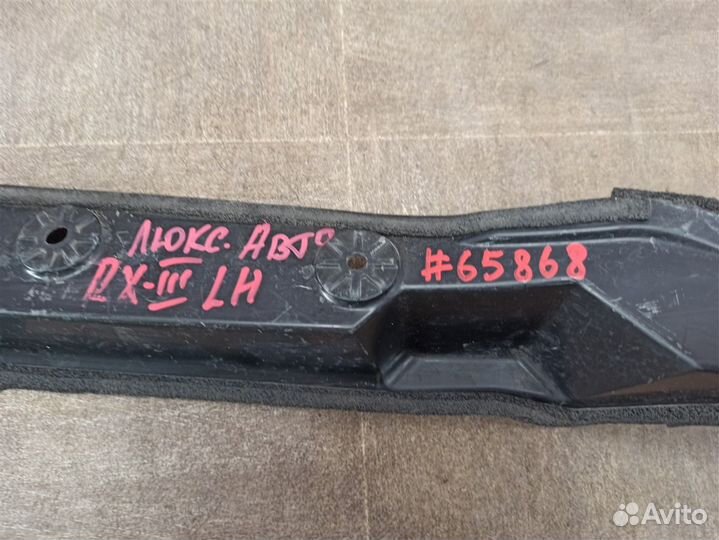 Люкс. Авто
RX-III LH
#65868
Avito